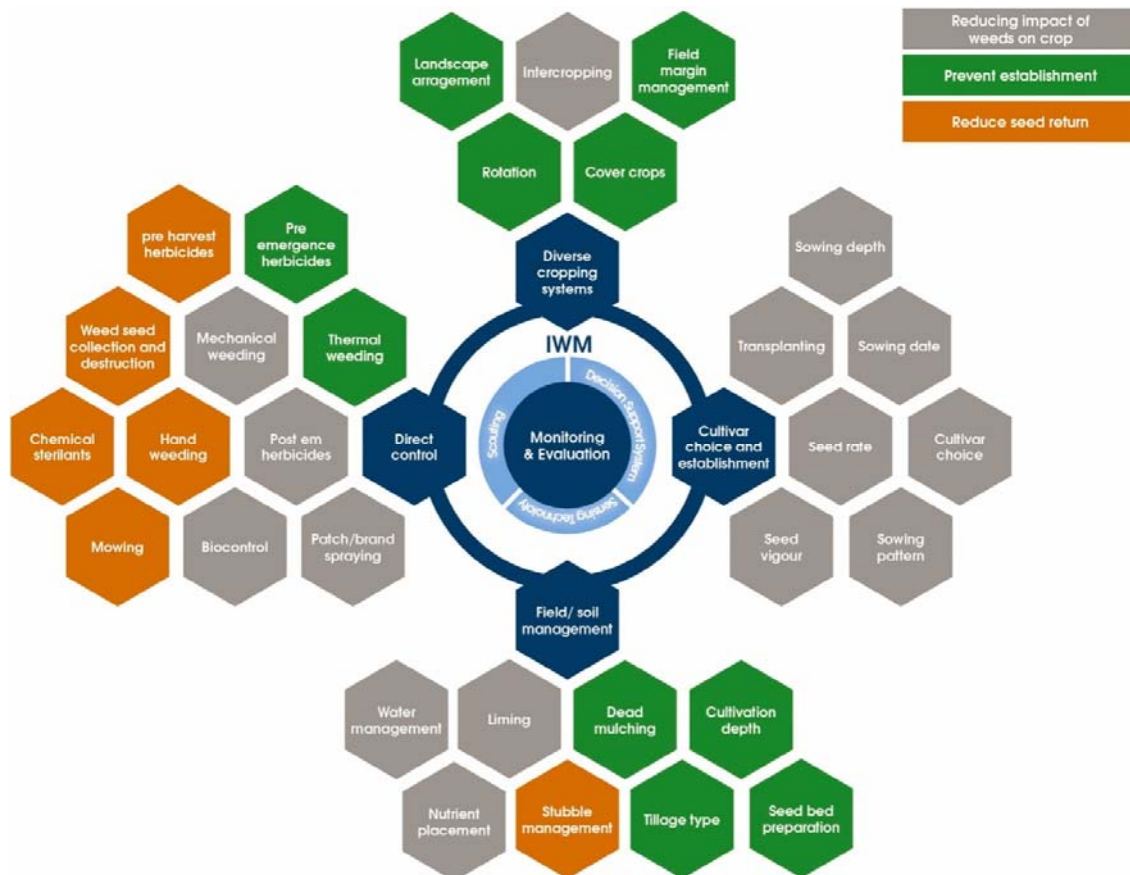 Reducing impact of
weeds on crop
Prevent establishment
Reduce seed return
Landscape
arragement
Intercropping
Field
margin
management
Rotation
Cover crops
Diverse
cropping
systems
pre harvest
herbicides
Pre
emergence
herbicides
Weed seed
collection and
destruction
Mechanical
weeding
Thermal
weeding
Chemical
sterilants
Hand
weeding
Post em
herbicides
Direct
control
Mowing
Biocontrol
Patch/brand
spraying
IWM
Scouting
Decision Support System
Sensing Technololy
Monitoring
& Evaluation
Cultivar
choice and
establishment
Sowing depth
Transplanting
Sowing date
Seed rate
Cultivar
choice
Seed
vigour
Sowing
pattern
Field/ soil
management
Water
management
Liming
Dead
mulching
Cultivation
depth
Nutrient
placement
Stubble
management
Tillage type
Seed bed
preparation